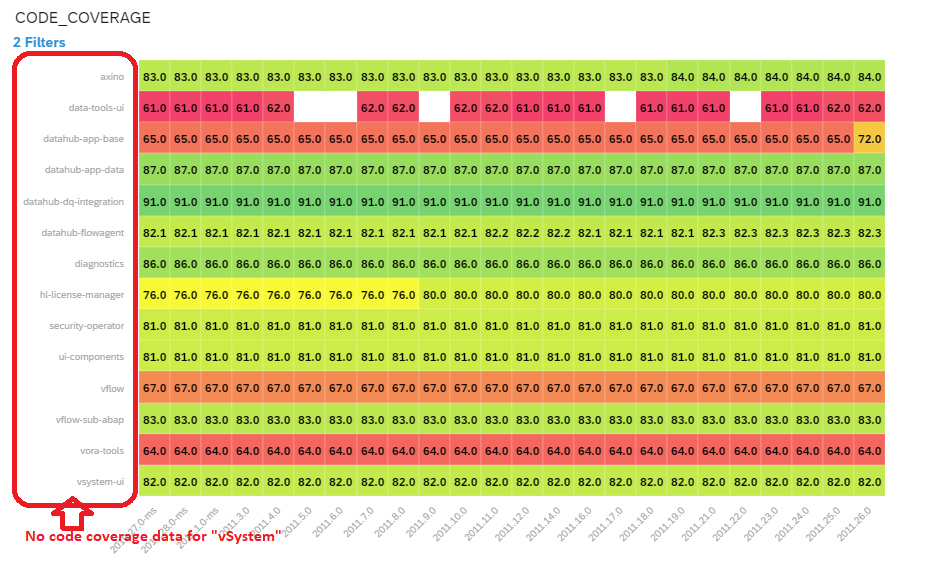 CODE_COVERAGE
2 Filters
axino 83.0 83.0 83.0 83.0 83.0 83.0 83.0 83.0 83.0 83.0 83.0 83.0 83.0 83.0 83.0 83.0 83.0 84.0 84.0 84.0 84.0 84.0 84.0 84.0
data-tools-ui 61.0 61.0 61.0 61.0 62.0 62.0 62.0 62.0 62.0 61.0 61.0 61.0 61.0 61.0 61.0 61.0 61.0 62.0 62.0
datahub-app-base 65.0 65.0 65.0 65.0 65.0 65.0 65.0 65.0 65.0 65.0 65.0 65.0 65.0 65.0 65.0 65.0 65.0 65.0 65.0 65.0 65.0 65.0 65.0 72.0
datahub-app-data 87.0 87.0 87.0 87.0 87.0 87.0 87.0 87.0 87.0 87.0 87.0 87.0 87.0 87.0 87.0 87.0 87.0 87.0 87.0 87.0 87.0 87.0 87.0 87.0
datahub-dq-integration 91.0 91.0 91.0 91.0 91.0 91.0 91.0 91.0 91.0 91.0 91.0 91.0 91.0 91.0 91.0 91.0 91.0 91.0 91.0 91.0 91.0 91.0 91.0 91.0
datahub-flowagent 82.1 82.1 82.1 82.1 82.1 82.1 82.1 82.1 82.1 82.1 82.1 82.2 82.2 82.2 82.1 82.1 82.1 82.1 82.3 82.3 82.3 82.3 82.3 82.3
diagnostics 86.0 86.0 86.0 86.0 86.0 86.0 86.0 86.0 86.0 86.0 86.0 86.0 86.0 86.0 86.0 86.0 86.0 86.0 86.0 86.0 86.0 86.0 86.0 86.0
hl-license-manager 76.0 76.0 76.0 76.0 76.0 76.0 76.0 76.0 76.0 80.0 80.0 80.0 80.0 80.0 80.0 80.0 80.0 80.0 80.0 80.0 80.0 80.0 80.0 80.0
security-operator 81.0 81.0 81.0 81.0 81.0 81.0 81.0 81.0 81.0 81.0 81.0 81.0 81.0 81.0 81.0 81.0 81.0 81.0 81.0 81.0 81.0 81.0 81.0 81.0
ui-components 81.0 81.0 81.0 81.0 81.0 81.0 81.0 81.0 81.0 81.0 81.0 81.0 81.0 81.0 81.0 81.0 81.0 81.0 81.0 81.0 81.0 81.0 81.0 81.0
vflow 67.0 67.0 67.0 67.0 67.0 67.0 67.0 67.0 67.0 67.0 67.0 67.0 67.0 67.0 67.0 67.0 67.0 67.0 67.0 67.0 67.0 67.0 67.0 67.0
vflow-sub-abap 83.0 83.0 83.0 83.0 83.0 83.0 83.0 83.0 83.0 83.0 83.0 83.0 83.0 83.0 83.0 83.0 83.0 83.0 83.0 83.0 83.0 83.0 83.0 83.0
vora-tools 64.0 64.0 64.0 64.0 64.0 64.0 64.0 64.0 64.0 64.0 64.0 64.0 64.0 64.0 64.0 64.0 64.0 64.0 64.0 64.0 64.0 64.0 64.0 64.0
vsystem-ui 82.0 82.0 82.0 82.0 82.0 82.0 82.0 82.0 82.0 82.0 82.0 82.0 82.0 82.0 82.0 82.0 82.0 82.0 82.0 82.0 82.0 82.0 82.0 82.0
2011.3.0 2011.4.0 2011.5.0 2011.6.0 2011.7.0 2011.8.0 2011.9.0 2011.10.0 2011.11.0 2011.12.0 2011.14.0 2011.16.0 2011.17.0 2011.18.0 2011.19.0 2011.21.0 2011.22.0 2011.23.0 2011.24.0 2011.25.0 2011.26.0
No code coverage data for "vSystem"